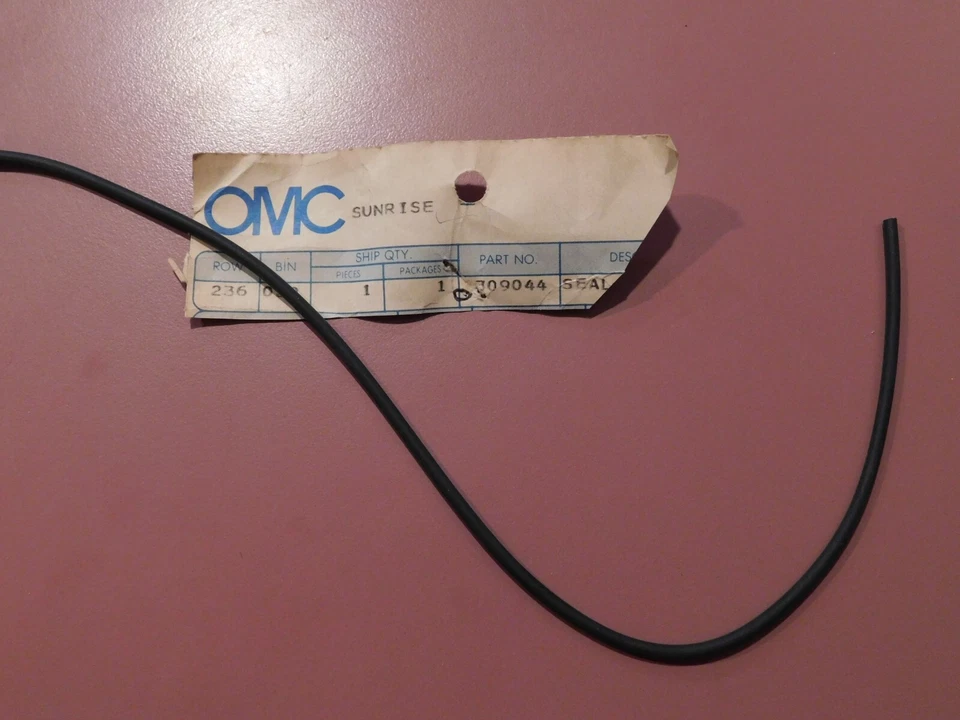 OMC SUNRISE
SHIP QTY.
ROW BIN PIECES PACKAGES PART NO.
236 1 1 309044 SEAL